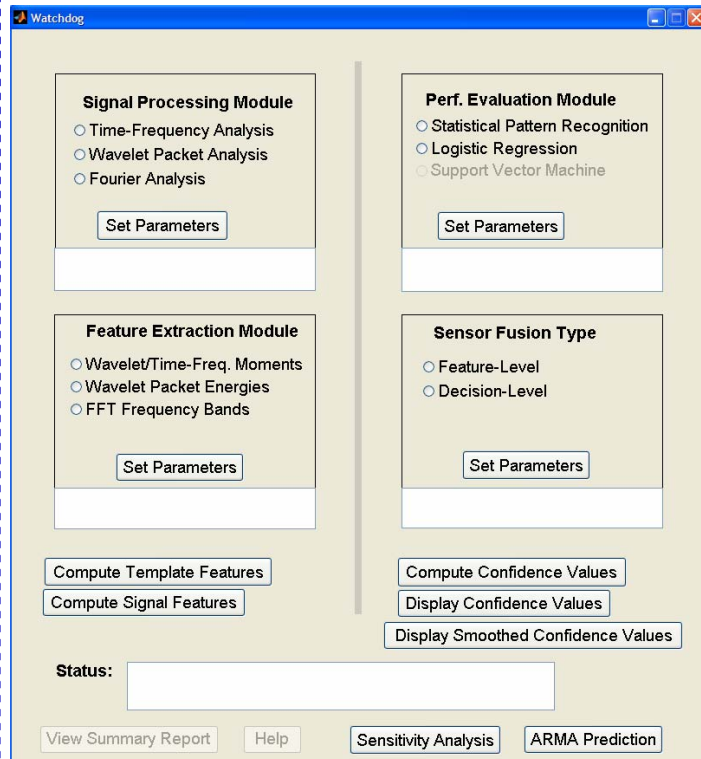 Watchdog
Signal Processing Module
Time-Frequency Analysis
Wavelet Packet Analysis
Fourier Analysis
Set Parameters
Perf. Evaluation Module
Statistical Pattern Recognition
Logistic Regression
Support Vector Machine
Set Parameters
Feature Extraction Module
Wavelet/Time-Freq. Moments
Wavelet Packet Energies
FFT Frequency Bands
Set Parameters
Sensor Fusion Type
Feature-Level
Decision-Level
Set Parameters
Compute Template Features
Compute Signal Features
Compute Confidence Values
Display Confidence Values
Display Smoothed Confidence Values
Status:
View Summary Report
Help
Sensitivity Analysis
ARMA Prediction